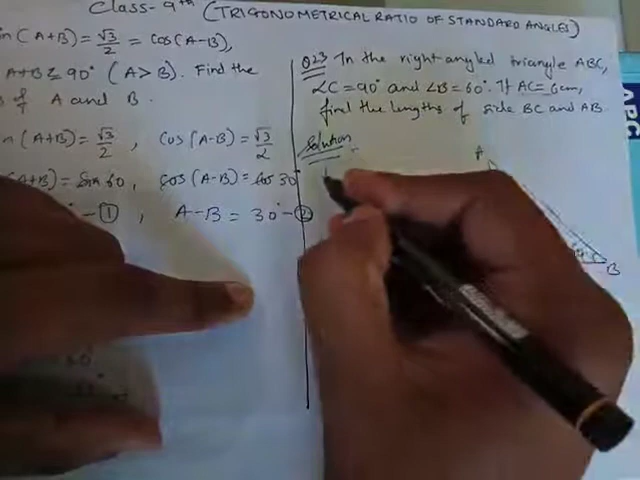 Class-9th (TRIGONOMETRICAL RATIO OF STANDARD ANGLES)
(A+B) = √3/2 = cos(A-B),
A+B ≤ 90° (A > B). Find the
of A and B.
(A+B) = √3/2 , cos(A-B) = √3/2
(A+B) = sin 60 , cos(A-B) = cos 30
- ① , A-B = 30° - ②
Q23 In the right angled triangle ABC,
∠C = 90° and ∠B = 60°. If AC = 6cm,
find the lengths of side BC and AB.
Solution :-
A
B
APC